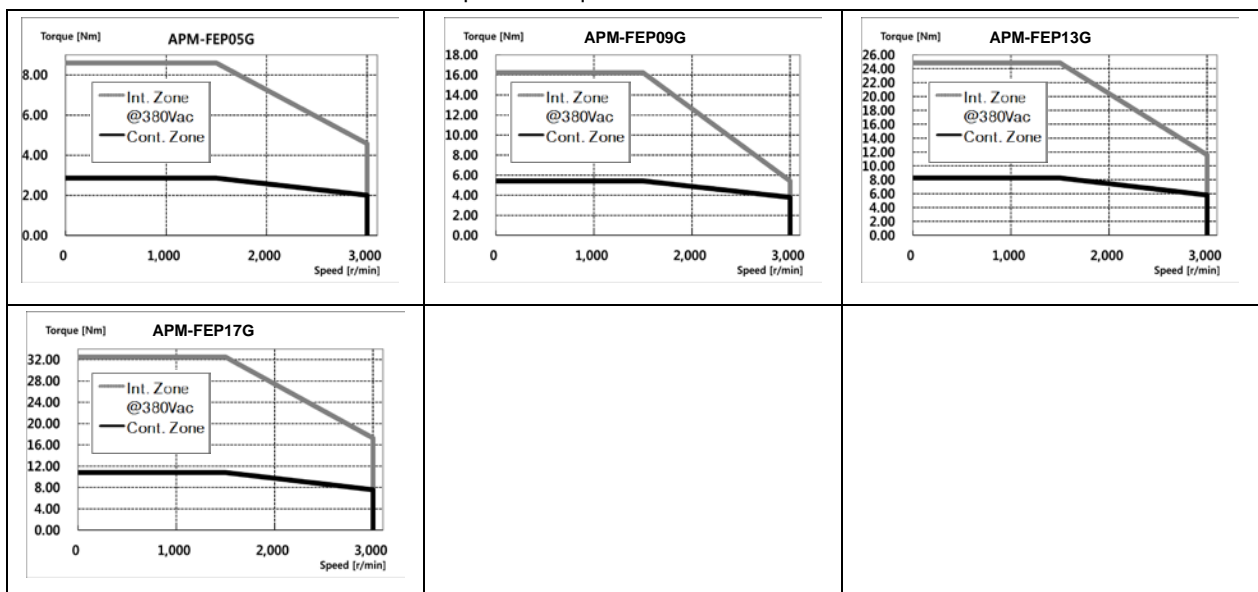 Torque [Nm]
APM-FEP05G
8.00
6.00
4.00
2.00
0.00
Int. Zone
@380Vac
Cont. Zone
0
1,000
2,000
3,000
Speed [r/min]
Torque [Nm]
APM-FEP09G
18.00
16.00
14.00
12.00
10.00
8.00
6.00
4.00
2.00
0.00
Int. Zone
@380Vac
Cont. Zone
0
1,000
2,000
3,000
Speed [r/min]
Torque [Nm]
APM-FEP13G
26.00
24.00
22.00
20.00
18.00
16.00
14.00
12.00
10.00
8.00
6.00
4.00
2.00
0.00
Int. Zone
@380Vac
Cont. Zone
0
1,000
2,000
3,000
Speed [r/min]
Torque [Nm]
APM-FEP17G
32.00
28.00
24.00
20.00
16.00
12.00
8.00
4.00
0.00
Int. Zone
@380Vac
Cont. Zone
0
1,000
2,000
3,000
Speed [r/min]